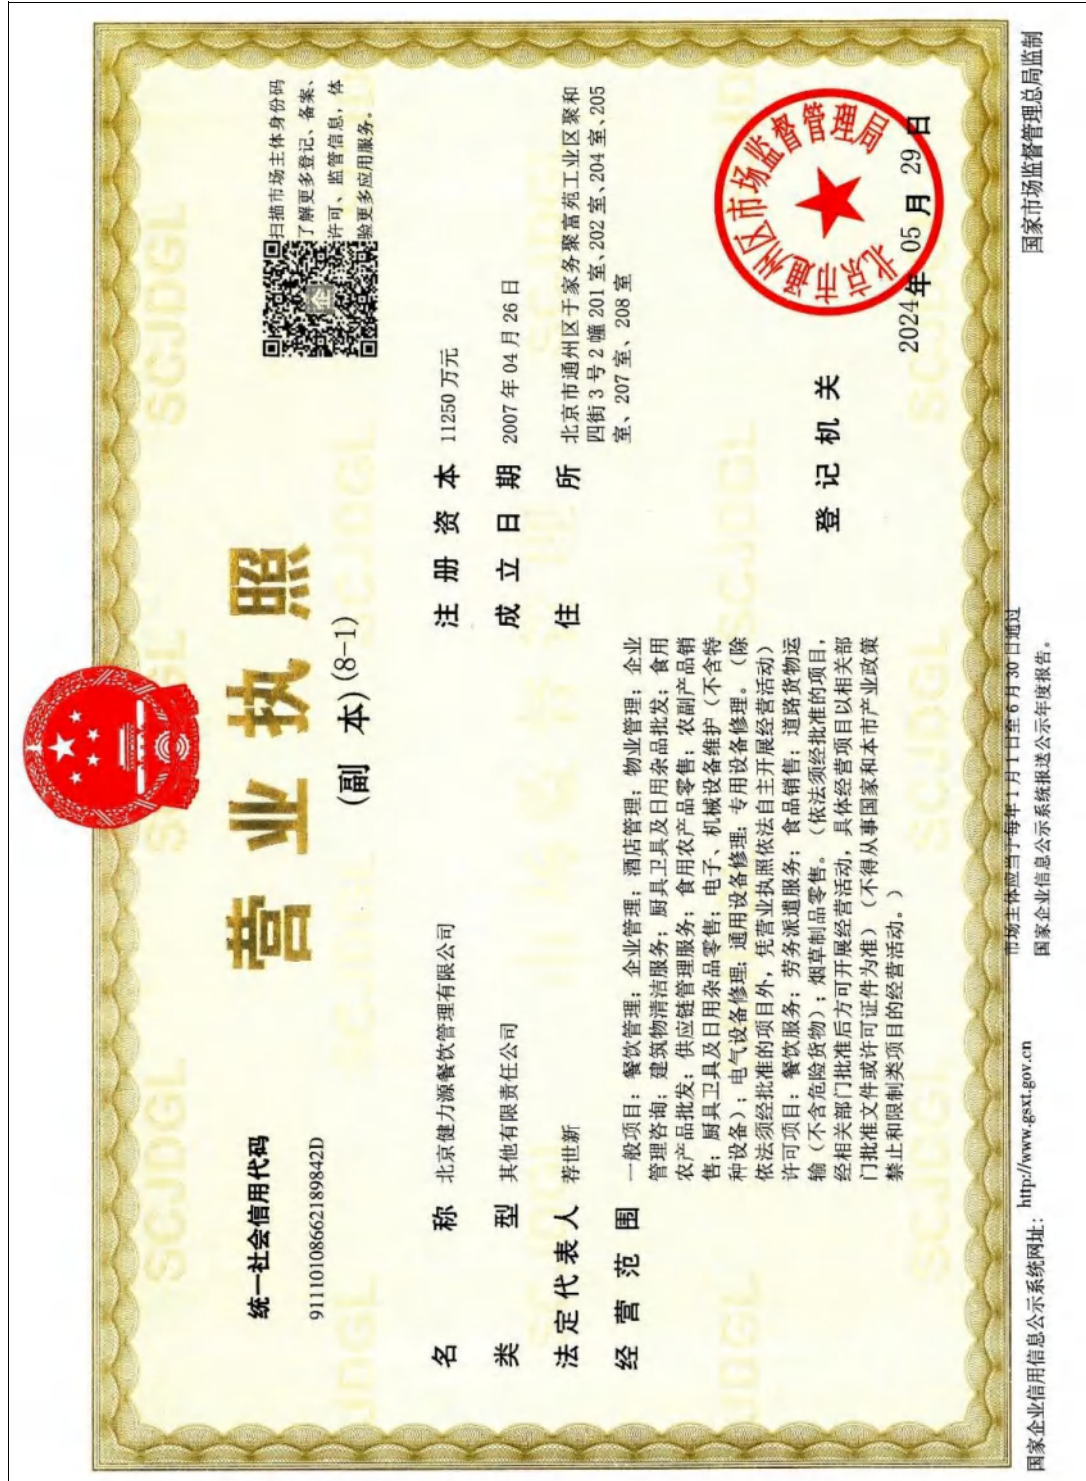 统一社会信用代码
91110108662189842D
营业执照
(副 本) (8-1)
扫描市场主体身份码
了解更多登记、备案、
许可、监管信息，体
验更多应用服务。
名 称 北京健力源餐饮管理有限公司
类 型 其他有限责任公司
法定代表人 荐世新
经营范围 一般项目：餐饮管理；企业管理；酒店管理；物业管理；企业
管理咨询；建筑物清洁服务；厨具卫具及日用杂品批发；食用
农产品批发；供应链管理服务；食用农产品零售；农副产品销
售；厨具卫具及日用杂品零售；电子、机械设备维护（不含特
种设备）；电气设备修理；通用设备修理；专用设备修理。（除
依法须经批准的项目外，凭营业执照依法自主开展经营活动）
许可项目：餐饮服务；劳务派遣服务；食品销售；道路货物运
输（不含危险货物）；烟草制品零售。（依法须经批准的项目，
经相关部门批准后方可开展经营活动，具体经营项目以相关部
门批准文件或许可证件为准）（不得从事国家和本市产业政策
禁止和限制类项目的经营活动。）
注册资本 11250 万元
成立日期 2007 年 04 月 26 日
住 所 北京市通州区于家务聚富苑工业区聚和
四街 3 号 2 幢 201 室、202 室、204 室、205
室、207 室、208 室
登记机关
北京市通州区市场监督管理局
2024 年 05 月 29 日
国家企业信用信息公示系统网址： http://www.gsxt.gov.cn
市场主体应当于每年 1 月 1 日至 6 月 30 日通过
国家企业信用信息公示系统报送公示年度报告。
国家市场监督管理总局监制
SCJDGL